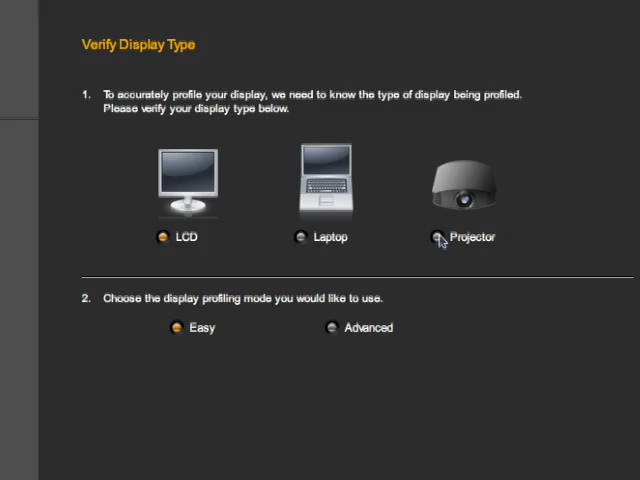 Verify Display Type
1. To accurately profile your display, we need to know the type of display being profiled.
Please verify your display type below.
LCD Laptop Projector
2. Choose the display profiling mode you would like to use.
Easy Advanced